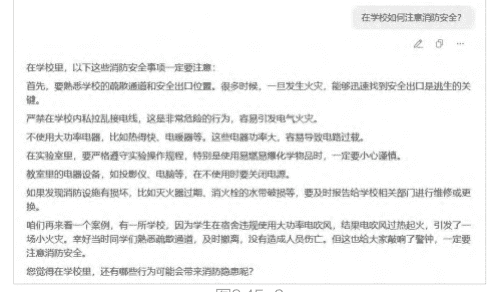 在学校如何注意消防安全？
在学校里，以下这些消防安全事项一定要注意：
首先，要熟悉学校的疏散通道和安全出口位置。很多时候，一旦发生火灾，能够迅速找到安全出口是逃生的关
键。
严禁在学校内私拉乱接电线，这是非常危险的行为，容易引发电气火灾。
不使用大功率电器，比如热得快、电暖器等。这些电器功率大，容易导致电路过载。
在实验室里，要严格遵守实验操作规程，特别是使用易燃易爆化学物品时，一定要小心谨慎。
教室里的电器设备，如投影仪、电脑等，在不使用时要关闭电源。
如果发现消防设施有损坏，比如灭火器过期、消火栓的水带破损等，要及时报告给学校相关部门进行维修或更
换。
咱们再来看一个案例，有一所学校，因为学生在宿舍违规使用大功率电吹风，结果电吹风过热起火，引发了一
场小火灾。幸好当时同学们熟悉疏散通道，及时撤离，没有造成人员伤亡。但这也给大家敲响了警钟，一定要
注意消防安全。
您觉得在学校里，还有哪些行为可能会带来消防隐患呢？